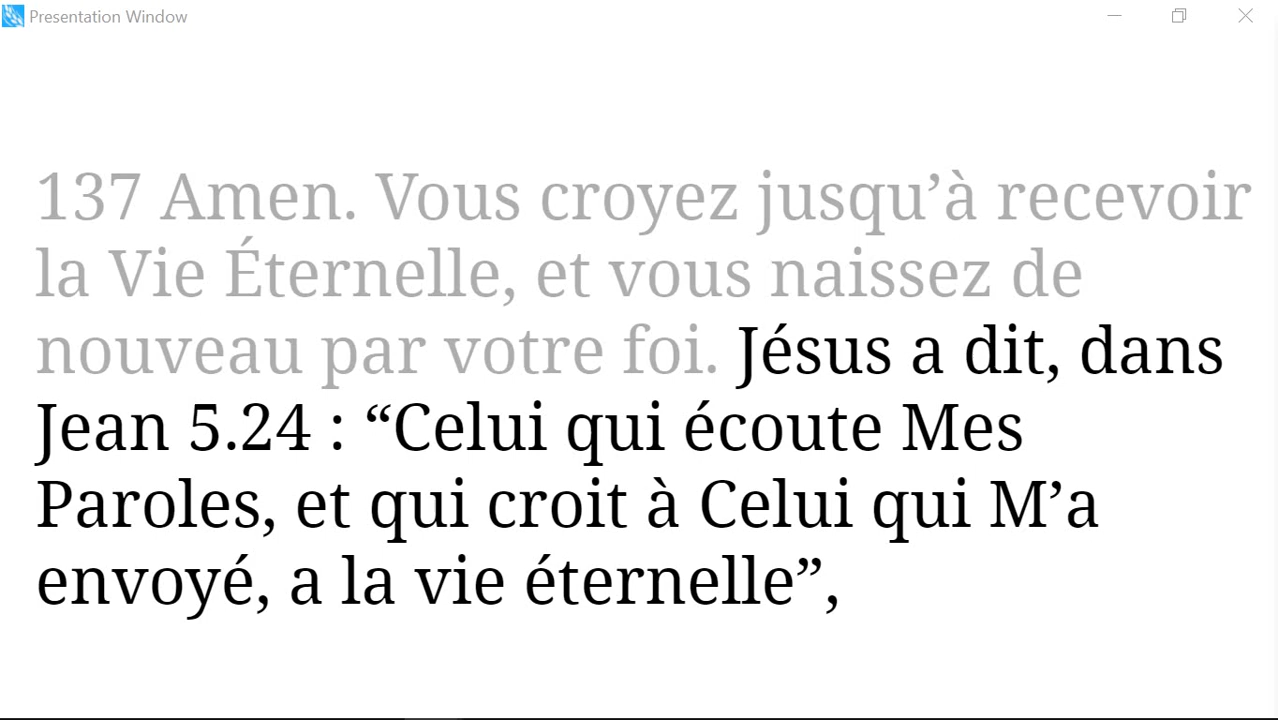 Presentation Window
137 Amen. Vous croyez jusqu’à recevoir
la Vie Éternelle, et vous naissez de
nouveau par votre foi. Jésus a dit, dans
Jean 5.24 : “Celui qui écoute Mes
Paroles, et qui croit à Celui qui M’a
envoyé, a la vie éternelle”,